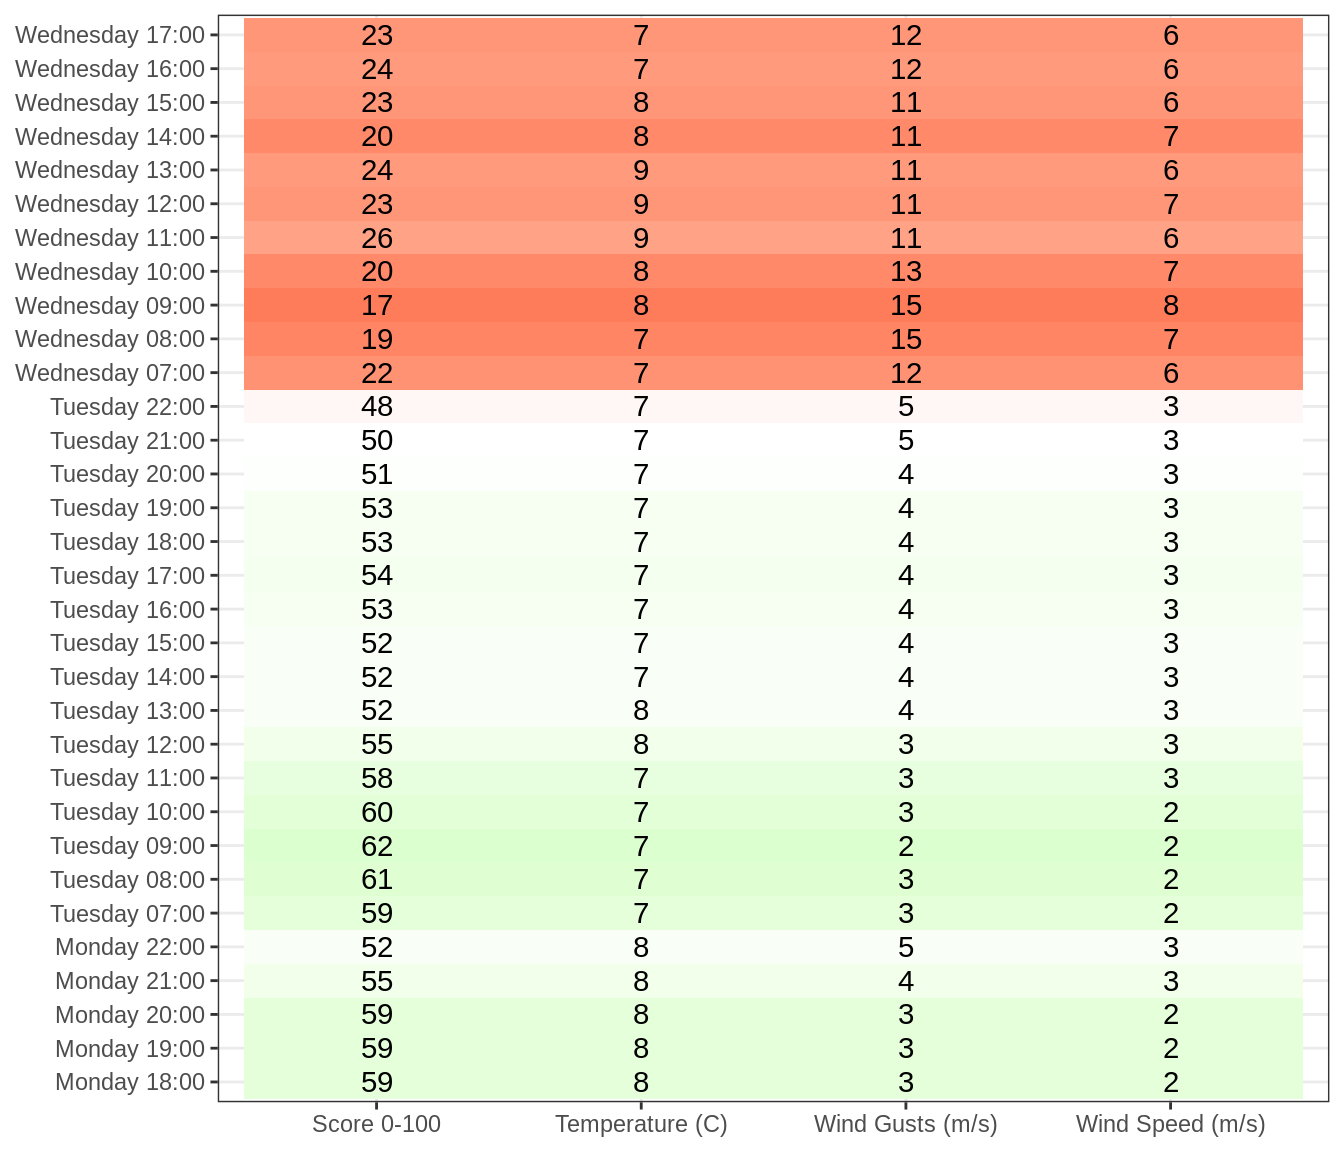 Wednesday 17:00 23 7 12 6
Wednesday 16:00 24 7 12 6
Wednesday 15:00 23 8 11 6
Wednesday 14:00 20 8 11 7
Wednesday 13:00 24 9 11 6
Wednesday 12:00 23 9 11 7
Wednesday 11:00 26 9 11 6
Wednesday 10:00 20 8 13 7
Wednesday 09:00 17 8 15 8
Wednesday 08:00 19 7 15 7
Wednesday 07:00 22 7 12 6
Tuesday 22:00 48 7 5 3
Tuesday 21:00 50 7 5 3
Tuesday 20:00 51 7 4 3
Tuesday 19:00 53 7 4 3
Tuesday 18:00 53 7 4 3
Tuesday 17:00 54 7 4 3
Tuesday 16:00 53 7 4 3
Tuesday 15:00 52 7 4 3
Tuesday 14:00 52 7 4 3
Tuesday 13:00 52 8 4 3
Tuesday 12:00 55 8 3 3
Tuesday 11:00 58 7 3 3
Tuesday 10:00 60 7 3 2
Tuesday 09:00 62 7 2 2
Tuesday 08:00 61 7 3 2
Tuesday 07:00 59 7 3 2
Monday 22:00 52 8 5 3
Monday 21:00 55 8 4 3
Monday 20:00 59 8 3 2
Monday 19:00 59 8 3 2
Monday 18:00 59 8 3 2
Score 0-100 Temperature (C) Wind Gusts (m/s) Wind Speed (m/s)